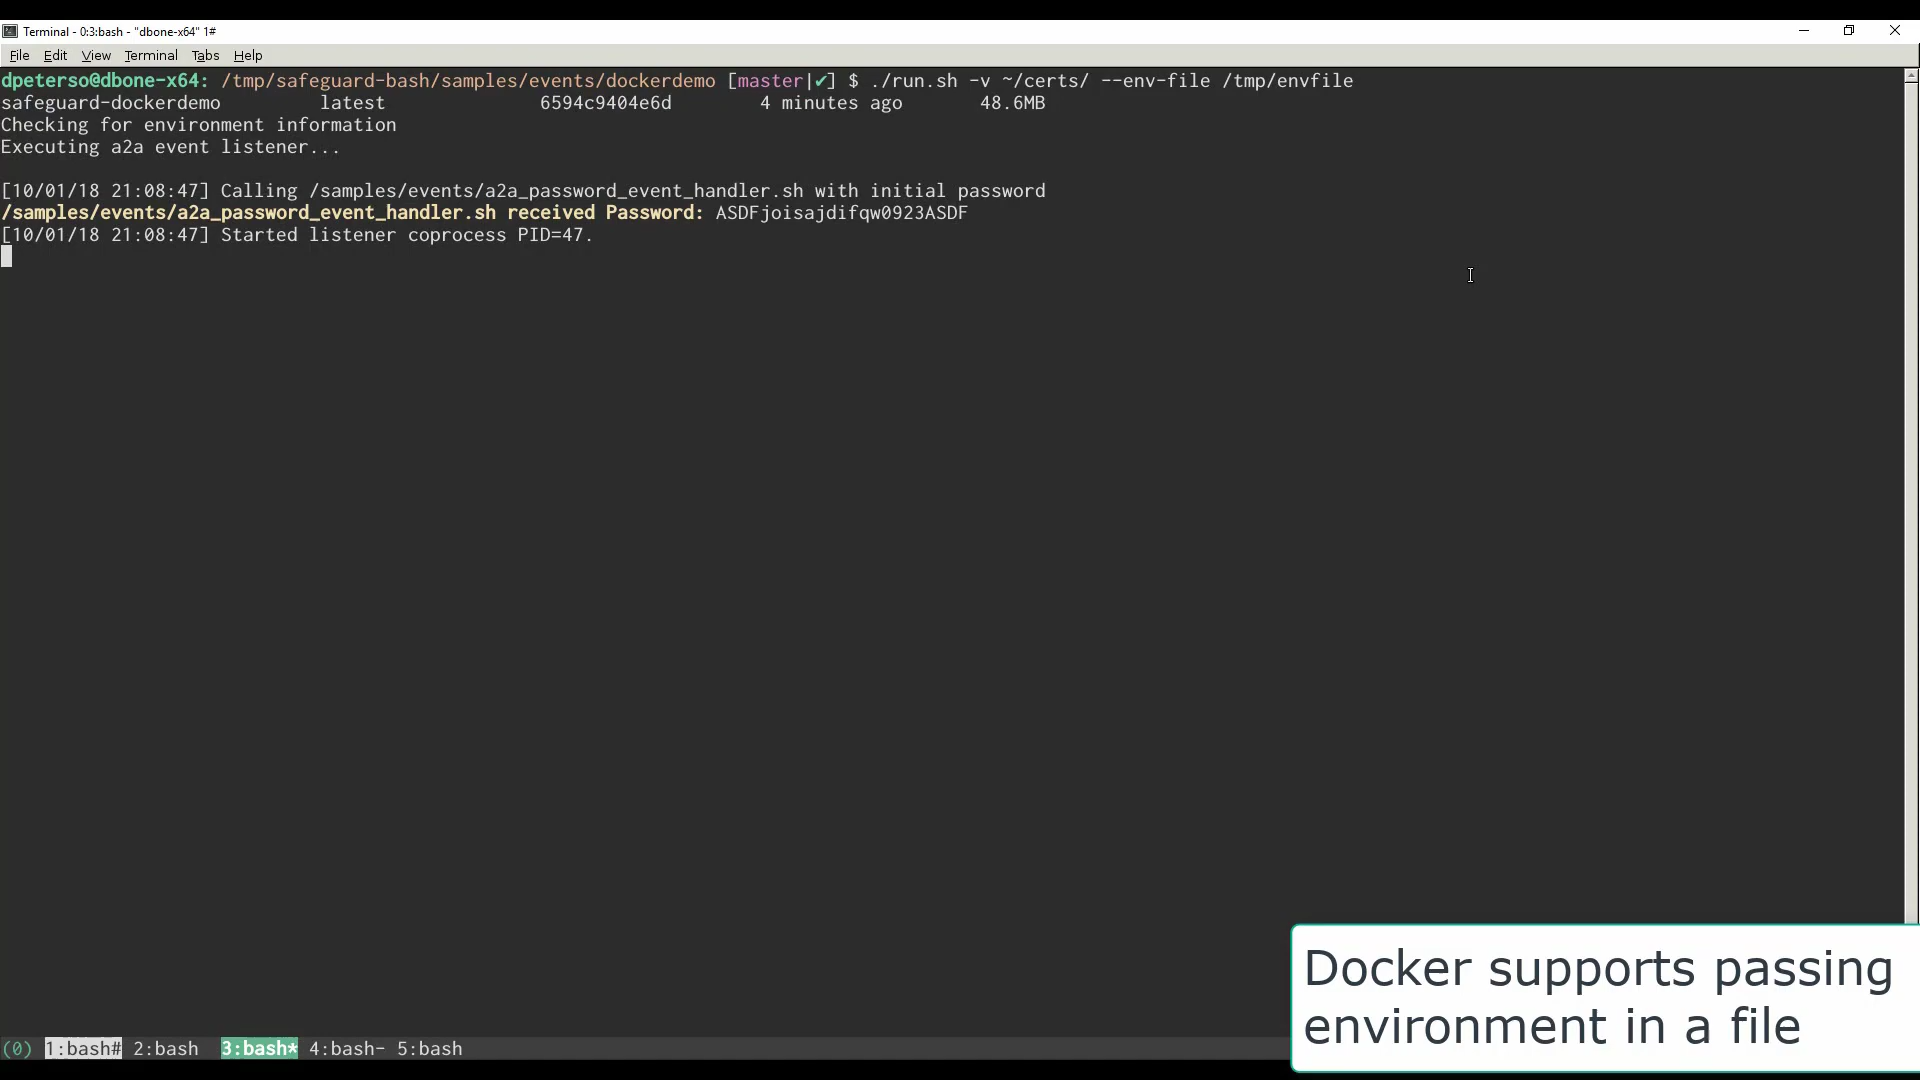 Terminal - 0:3:bash - "dbone-x64" 1#
File Edit View Terminal Tabs Help
dpeterso@dbone-x64: /tmp/safeguard-bash/samples/events/dockerdemo [master|✔] $ ./run.sh -v ~/certs/ --env-file /tmp/envfile
safeguard-dockerdemo latest 6594c9404e6d 4 minutes ago 48.6MB
Checking for environment information
Executing a2a event listener...
[10/01/18 21:08:47] Calling /samples/events/a2a_password_event_handler.sh with initial password
/samples/events/a2a_password_event_handler.sh received Password: ASDFjoisajdifqw0923ASDF
[10/01/18 21:08:47] Started listener coprocess PID=47.
Docker supports passing
environment in a file
(0) 1:bash# 2:bash 3:bash* 4:bash- 5:bash